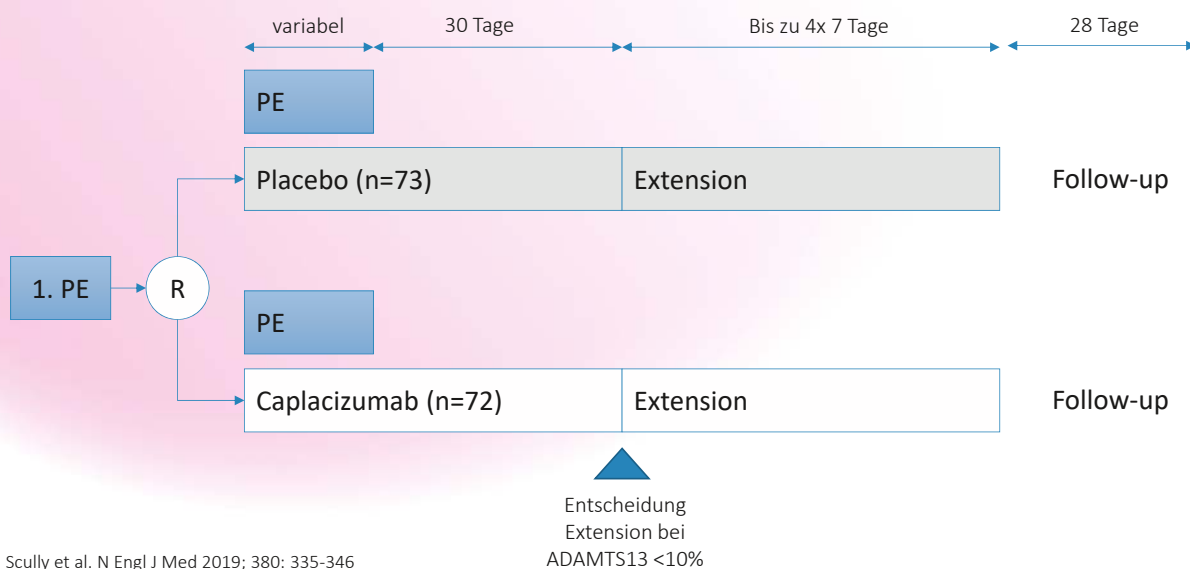 variabel
30 Tage
Bis zu 4x 7 Tage
28 Tage
PE
Placebo (n=73)
Extension
Follow-up
1. PE
R
PE
Caplacizumab (n=72)
Extension
Follow-up
Entscheidung
Extension bei
ADAMTS13 <10%
Scully et al. N Engl J Med 2019; 380: 335-346